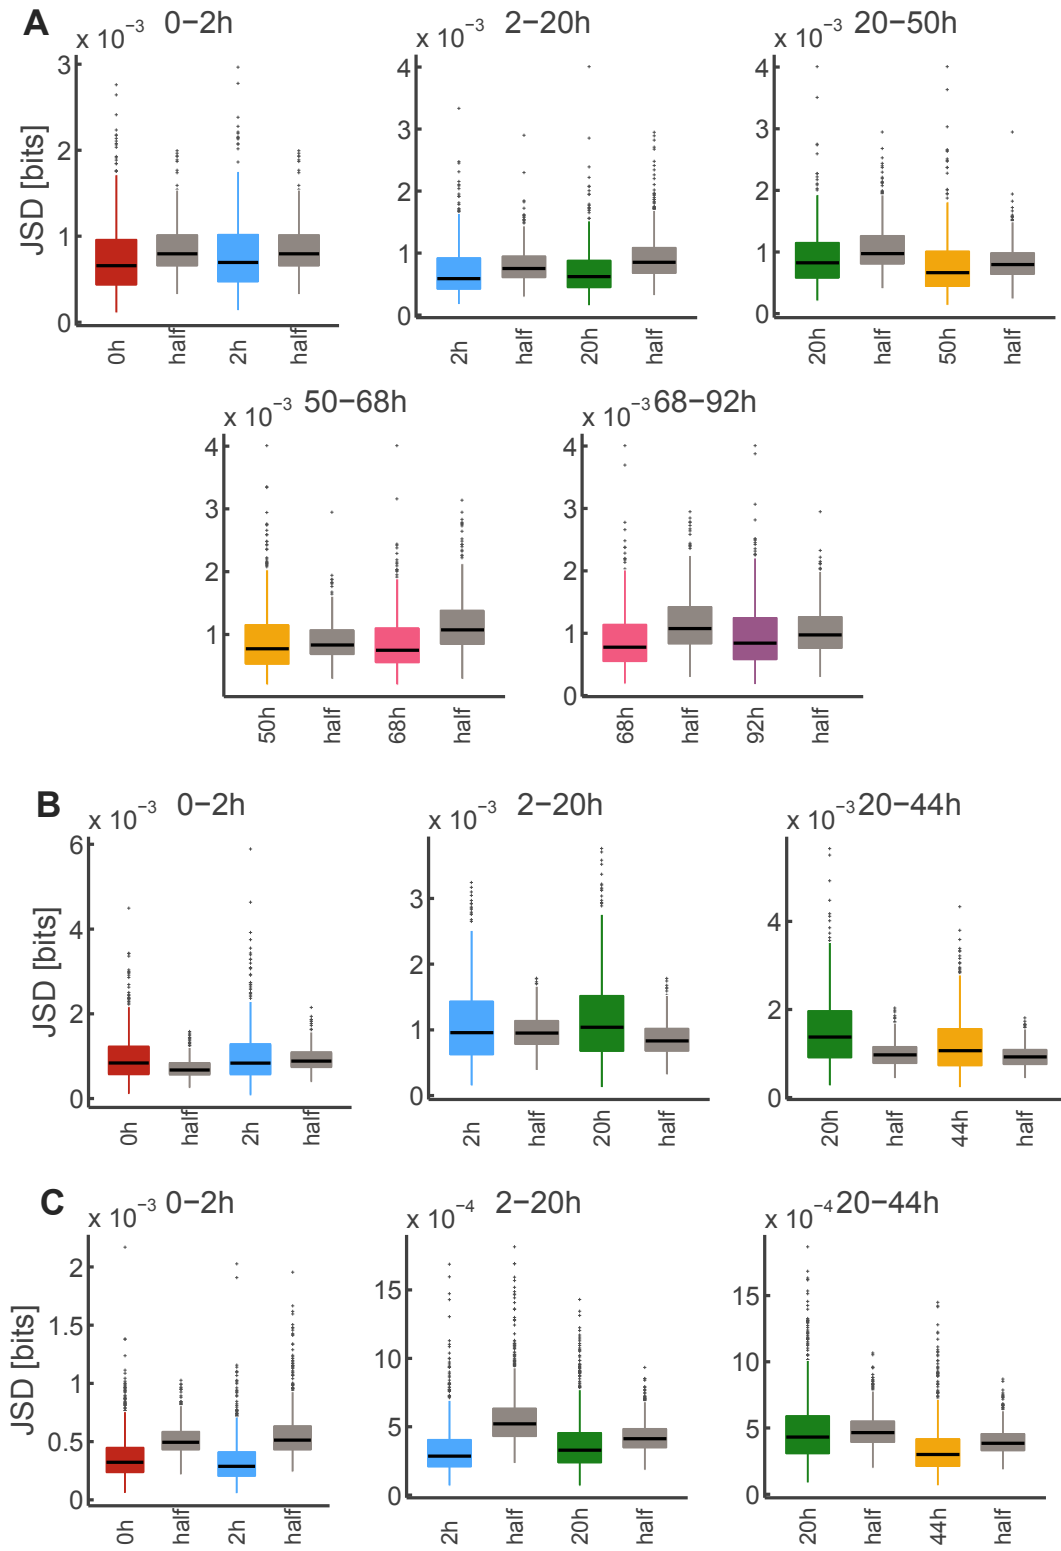 A
x 10⁻³ 0−2h
x 10⁻³ 2−20h
x 10⁻³ 20−50h
JSD [bits]
3
2
1
0
0h
half
2h
half
4
3
2
1
0
2h
half
20h
half
4
3
2
1
0
20h
half
50h
half
x 10⁻³ 50−68h
x 10⁻³ 68−92h
4
3
2
1
50h
half
68h
half
4
3
2
1
0
68h
half
92h
half
B
x 10⁻³ 0−2h
x 10⁻³ 2−20h
x 10⁻³ 20−44h
JSD [bits]
6
4
2
0
0h
half
2h
half
3
2
1
0
2h
half
20h
half
4
2
0
20h
half
44h
half
C
x 10⁻³ 0−2h
x 10⁻⁴ 2−20h
x 10⁻⁴ 20−44h
JSD [bits]
2
1.5
1
0.5
0
0h
half
2h
half
15
10
5
0
2h
half
20h
half
15
10
5
0
20h
half
44h
half